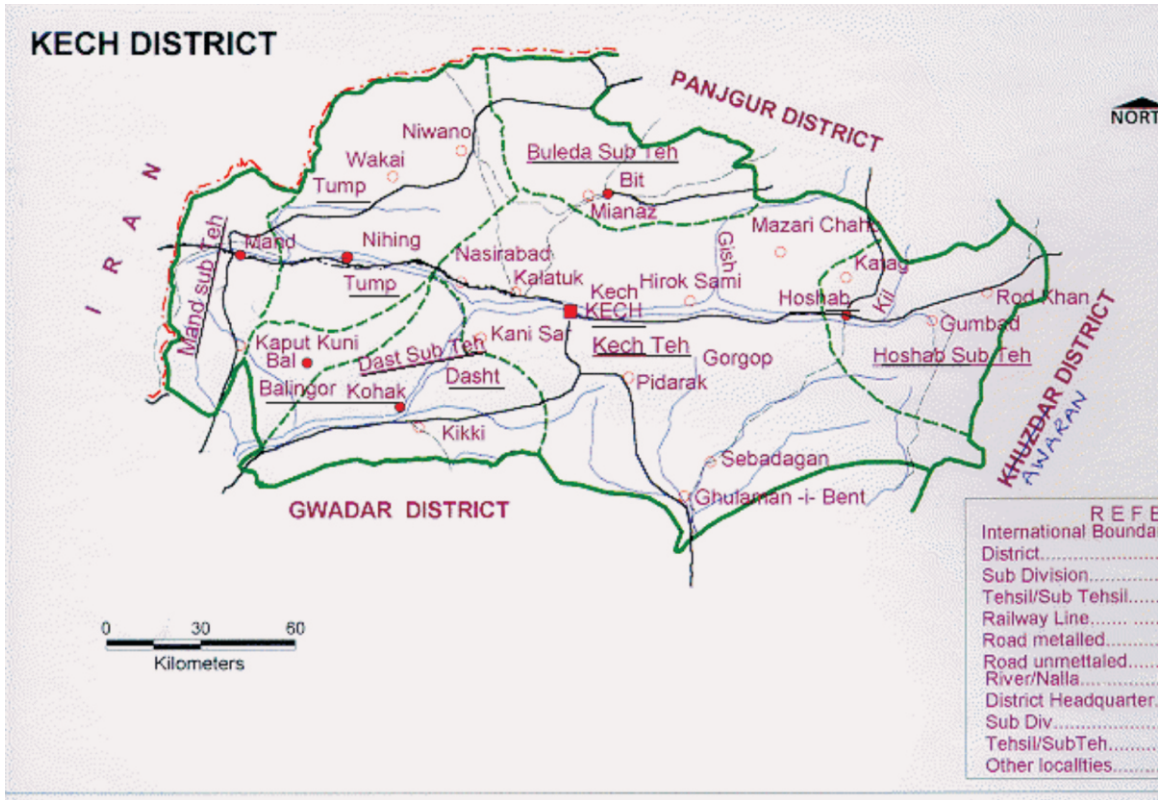 KECH DISTRICT
PANJGUR DISTRICT
NORT
I R A N
Niwano
Wakai
Tump
Buleda Sub Teh
Bit
Mianaz
Mazari Chah
Mand sub Teh
Mand
Nihing
Tump
Nasirabad
Kalatuk
Gish
Hirok Sami
Kech
KECH
Katag
Hoshab
Kil
Rod Khan
Gumbad
Kaput Kuni
Bal
Balingor
Kohak
Dast Sub Teh
Kani Sar
Dasht
Kikki
Kech Teh
Gorgop
Pidarak
Hoshab Sub Teh
Sebadagan
Ghulaman -i- Bent
KHUZDAR DISTRICT
AWARAN
GWADAR DISTRICT
0 30 60
Kilometers
R E F E
International Bounda
District
Sub Division
Tehsil/Sub Tehsil
Railway Line
Road metalled
Road unmettaled
River/Nalla
District Headquarter
Sub Div
Tehsil/SubTeh
Other localities